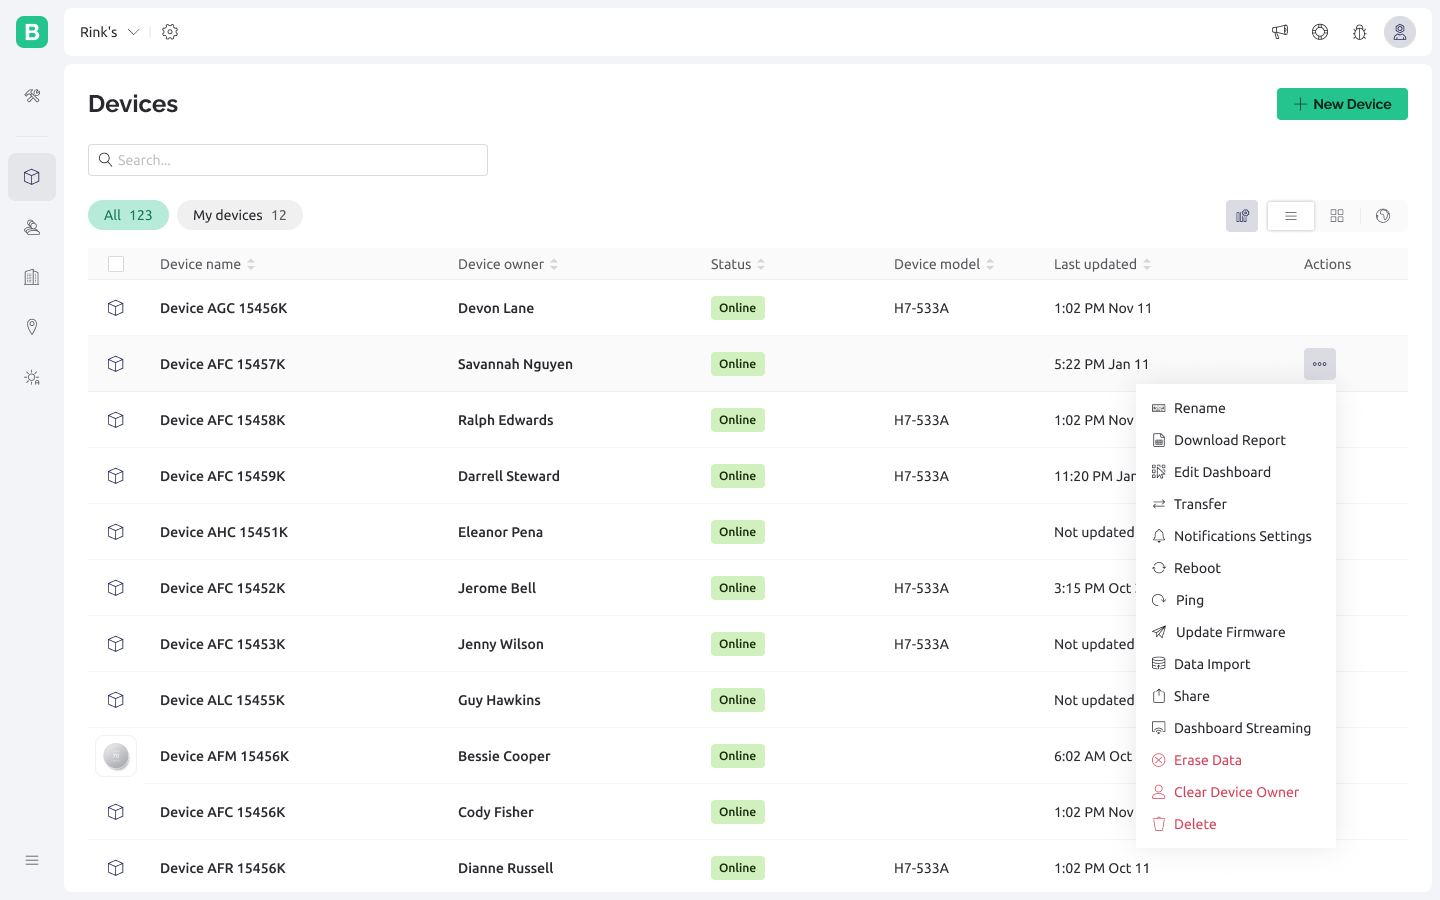 B
Rink's
Devices
New Device
Search...
All 123
My devices 12
Device name Device owner Status Device model Last updated Actions
Device AGC 15456K Devon Lane Online H7-533A 1:02 PM Nov 11
Device AFC 15457K Savannah Nguyen Online 5:22 PM Jan 11
Device AFC 15458K Ralph Edwards Online H7-533A 1:02 PM Nov
Device AFC 15459K Darrell Steward Online H7-533A 11:20 PM Jan
Device AHC 15451K Eleanor Pena Online Not updated
Device AFC 15452K Jerome Bell Online H7-533A 3:15 PM Oct
Device AFC 15453K Jenny Wilson Online H7-533A Not updated
Device ALC 15455K Guy Hawkins Online Not updated
Device AFM 15456K Bessie Cooper Online 6:02 AM Oct
Device AFC 15456K Cody Fisher Online 1:02 PM Nov
Device AFR 15456K Dianne Russell Online H7-533A 1:02 PM Oct 11
Rename
Download Report
Edit Dashboard
Transfer
Notifications Settings
Reboot
Ping
Update Firmware
Data Import
Share
Dashboard Streaming
Erase Data
Clear Device Owner
Delete